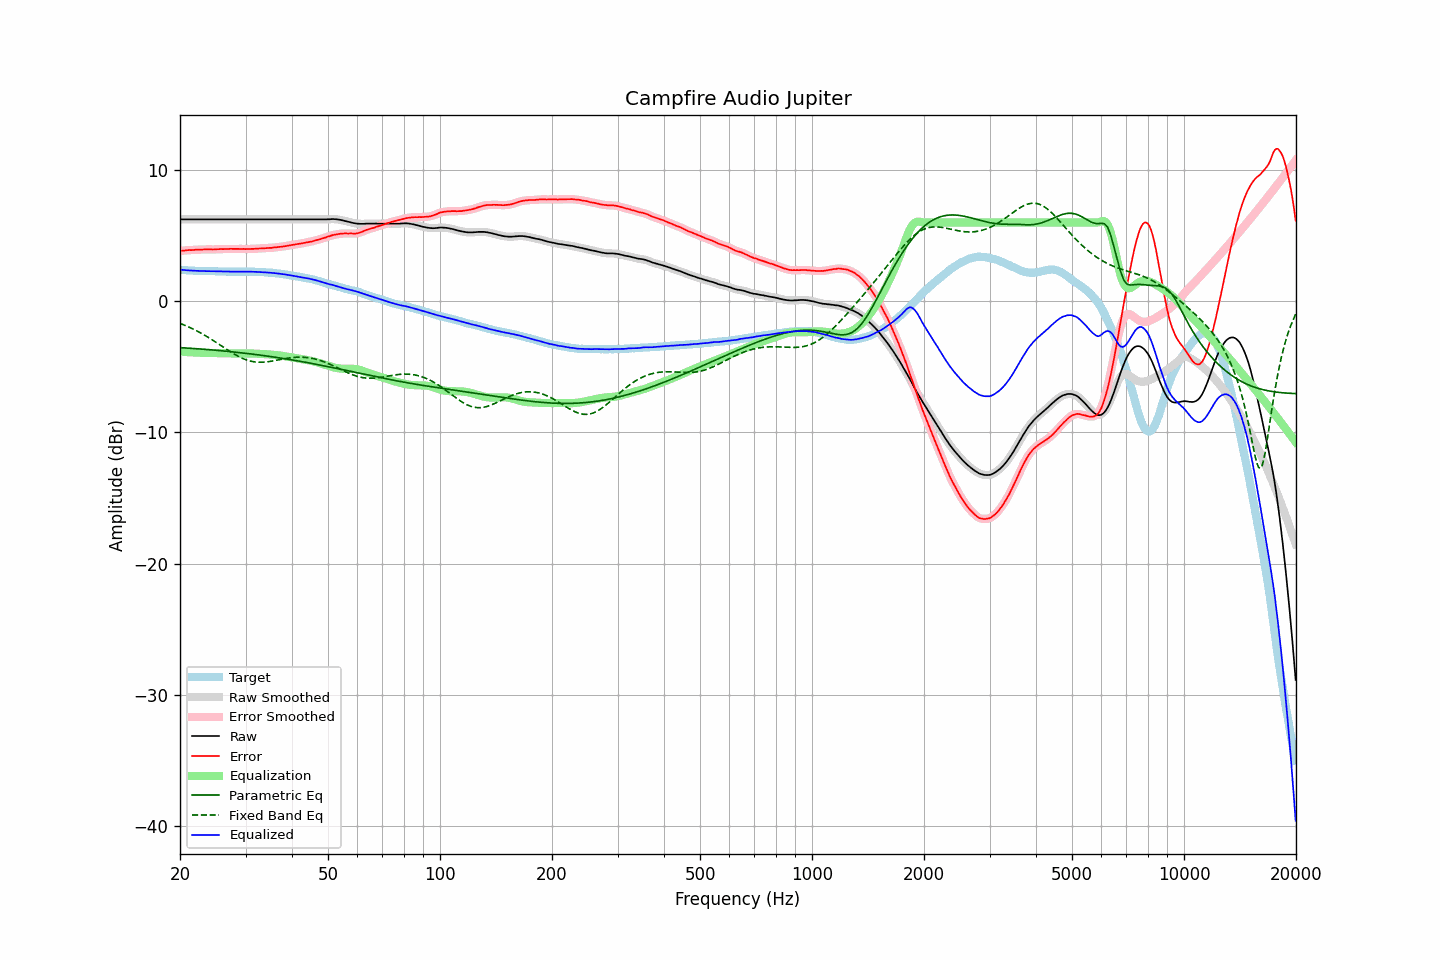 Campfire Audio Jupiter
Amplitude (dBr)
10
0
−10
−20
−30
−40
Target
Raw Smoothed
Error Smoothed
Raw
Error
Equalization
Parametric Eq
Fixed Band Eq
Equalized
20 50 100 200 500 1000 2000 5000 10000 20000
Frequency (Hz)